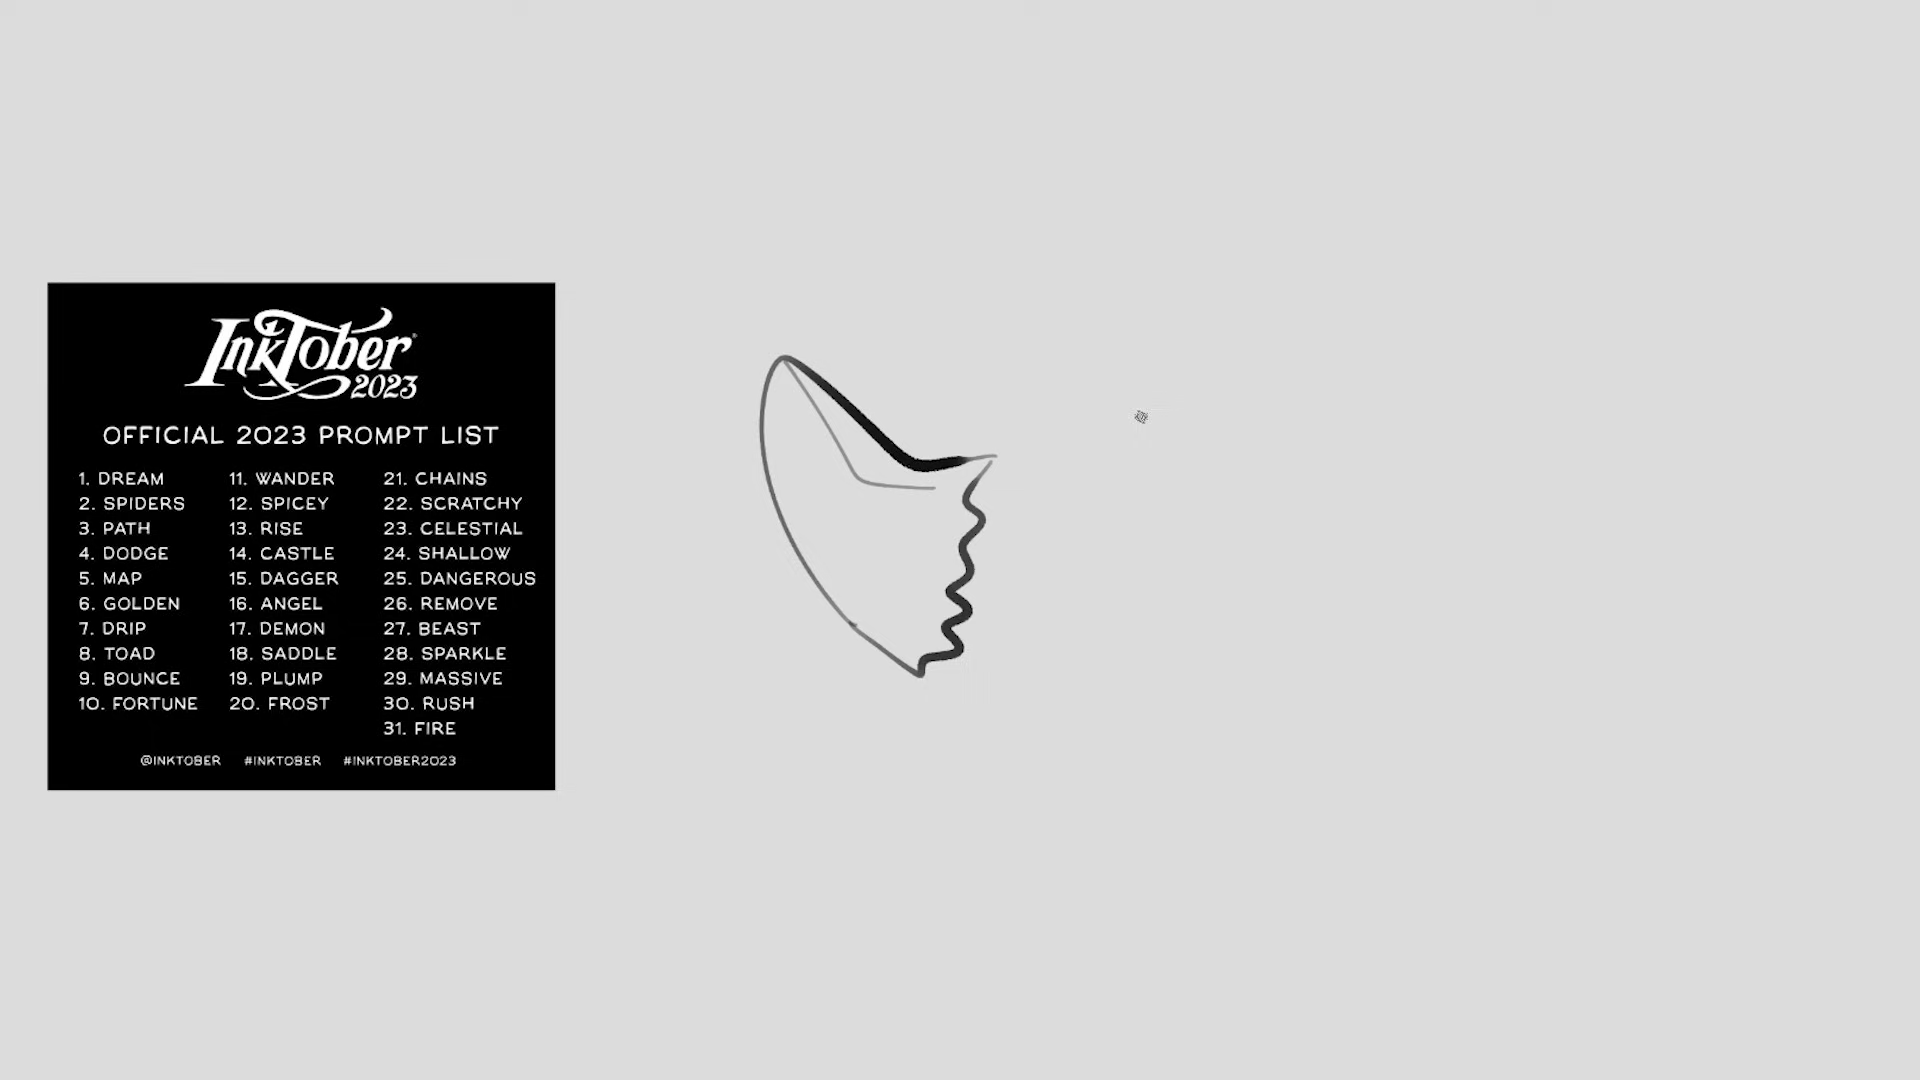 InkTober
2023
OFFICIAL 2023 PROMPT LIST
1. DREAM
2. SPIDERS
3. PATH
4. DODGE
5. MAP
6. GOLDEN
7. DRIP
8. TOAD
9. BOUNCE
10. FORTUNE
11. WANDER
12. SPICEY
13. RISE
14. CASTLE
15. DAGGER
16. ANGEL
17. DEMON
18. SADDLE
19. PLUMP
20. FROST
21. CHAINS
22. SCRATCHY
23. CELESTIAL
24. SHALLOW
25. DANGEROUS
26. REMOVE
27. BEAST
28. SPARKLE
29. MASSIVE
30. RUSH
31. FIRE
@INKTOBER #INKTOBER #INKTOBER2023